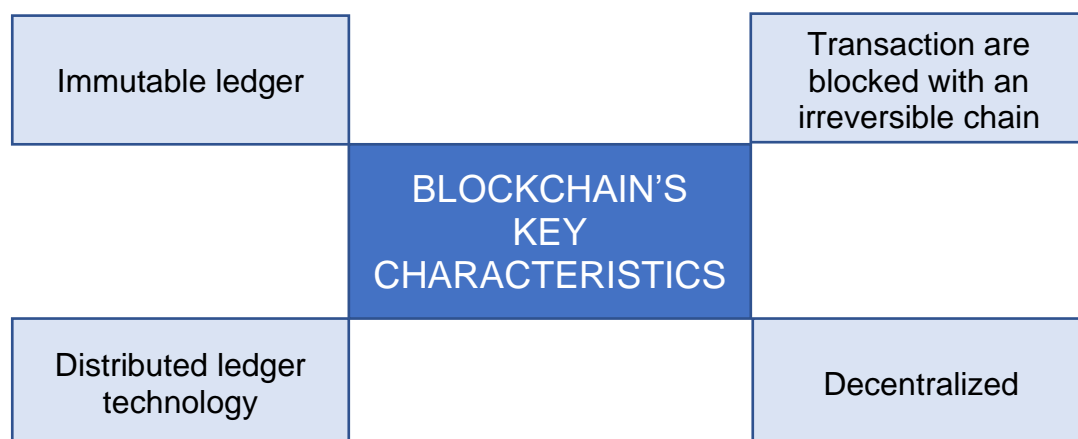 Immutable ledger
Transaction are
blocked with an
irreversible chain
BLOCKCHAIN’S
KEY
CHARACTERISTICS
Distributed ledger
technology
Decentralized